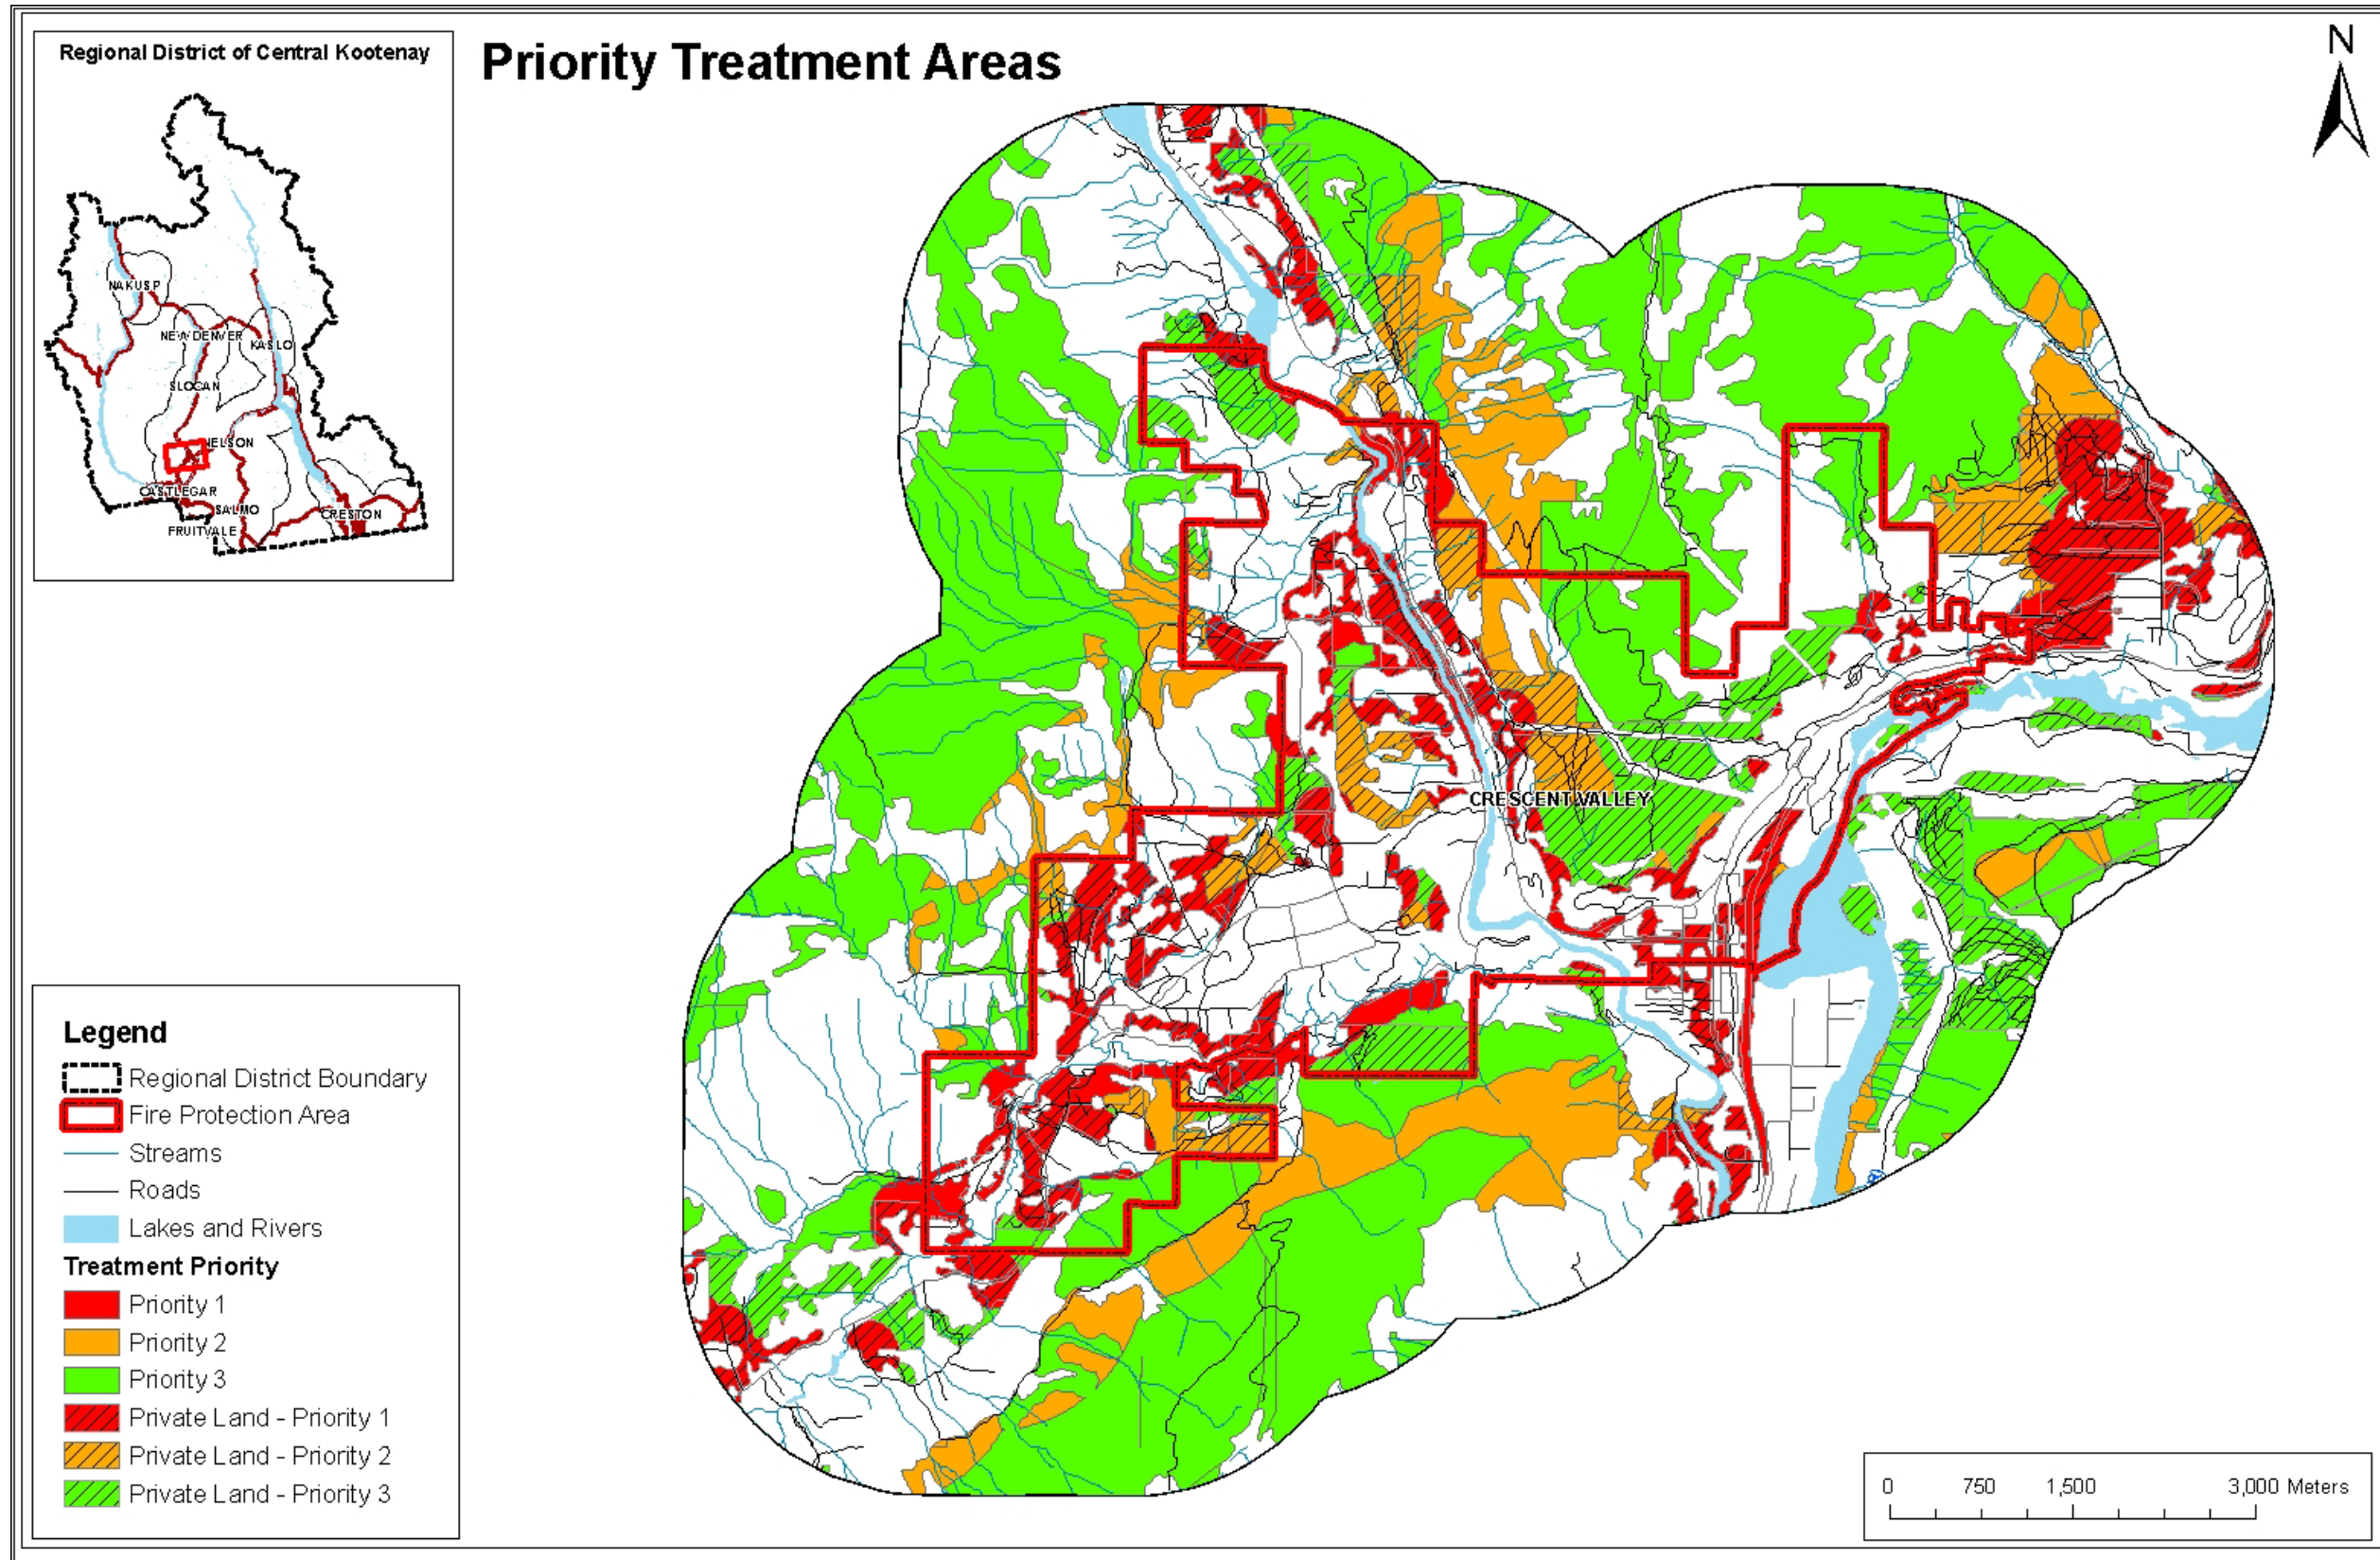 Regional District of Central Kootenay
Priority Treatment Areas
N
NAKUSP
NEW DENVER
KASLO
SLOCAN
NELSON
CASTLEGAR
SALMO
CRESTON
FRUITVALE
CRESCENT VALLEY
Legend
Regional District Boundary
Fire Protection Area
Streams
Roads
Lakes and Rivers
Treatment Priority
Priority 1
Priority 2
Priority 3
Private Land - Priority 1
Private Land - Priority 2
Private Land - Priority 3
0 750 1,500 3,000 Meters